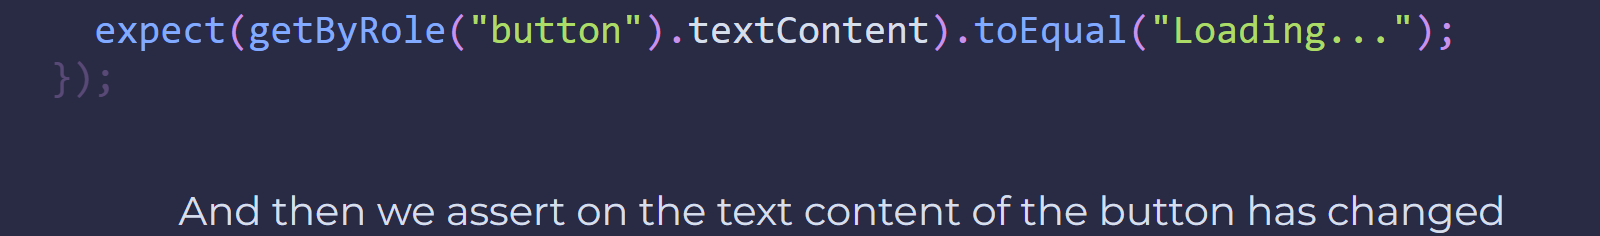 expect(getByRole("button").textContent).toEqual("Loading...");
});
And then we assert on the text content of the button has changed